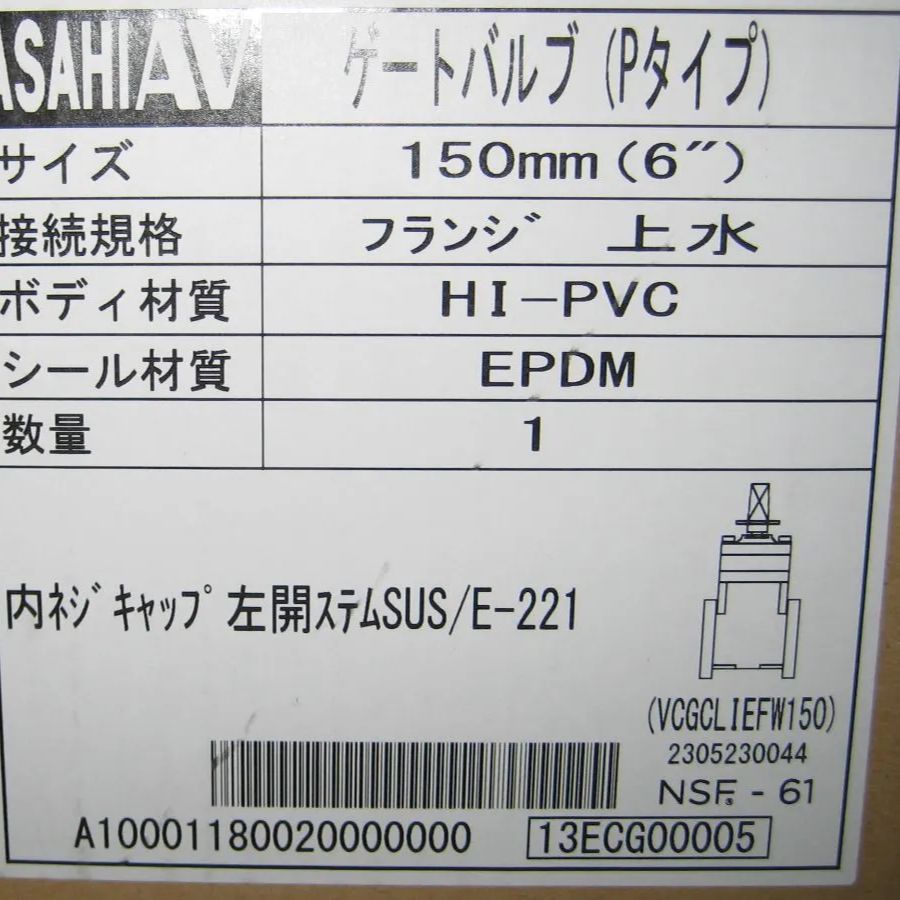 ASAHI AV ゲートバルブ (Pタイプ)
サイズ 150mm (6″)
接続規格 フランジ 上水
ボディ材質 HI-PVC
シール材質 EPDM
数量 1
内ネジキャップ 左開ステムSUS/E-221
(VCGCLIEFW150)
2305230044
NSF® - 61
A10001180020000000 13ECG00005